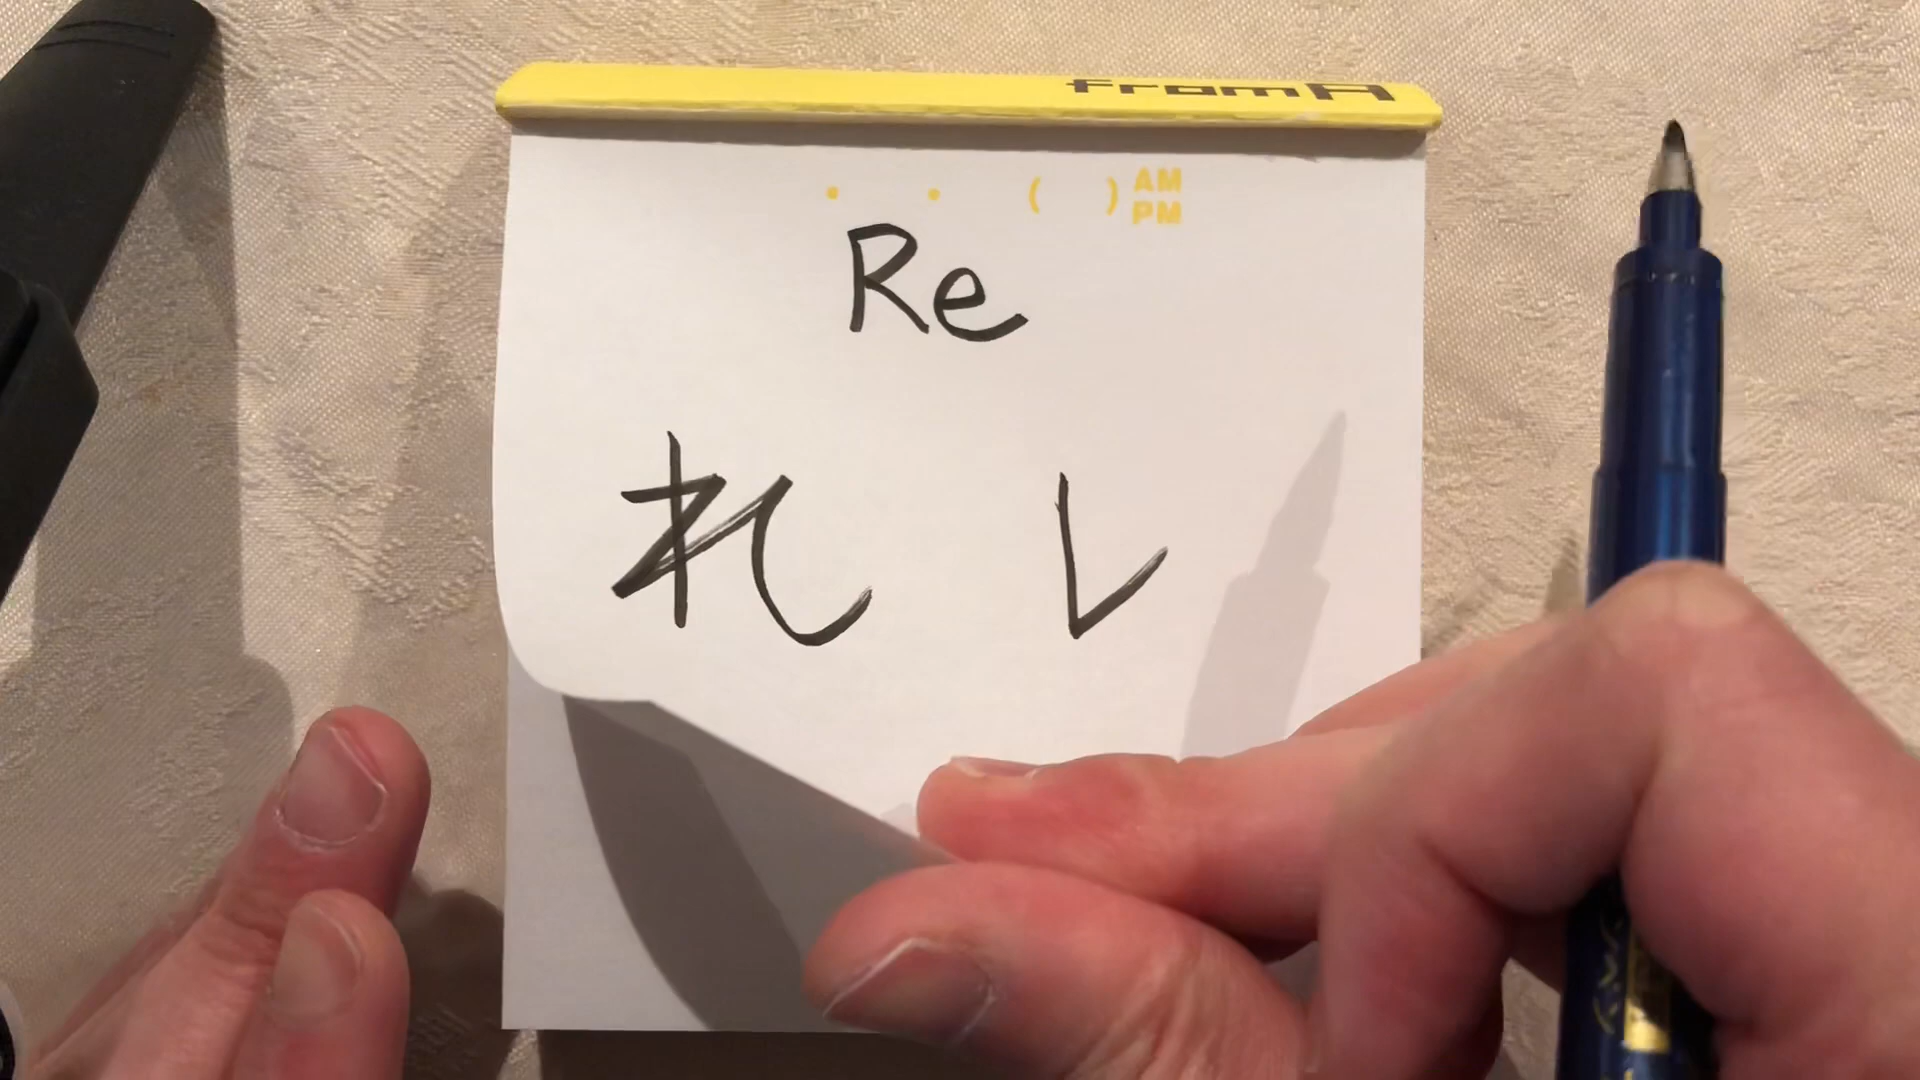 fromA
. . ( ) AM
PM
Re
れ レ